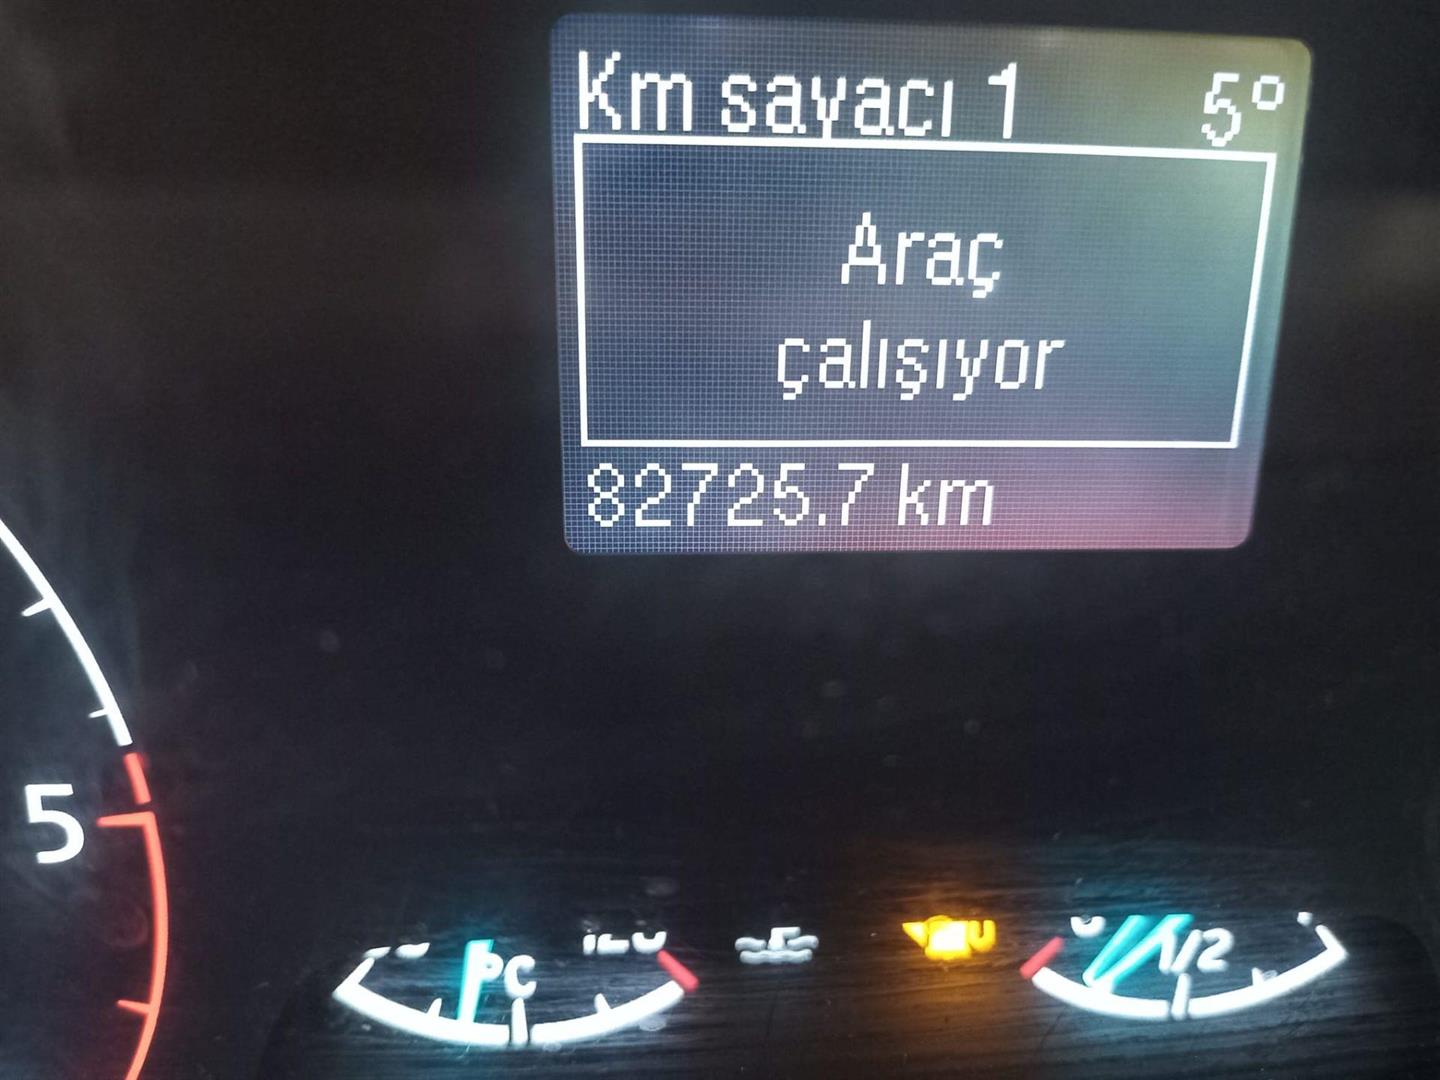 Km sayacı 1 5°
Araç
çalışıyor
82725.7 km
5
°C
1/2